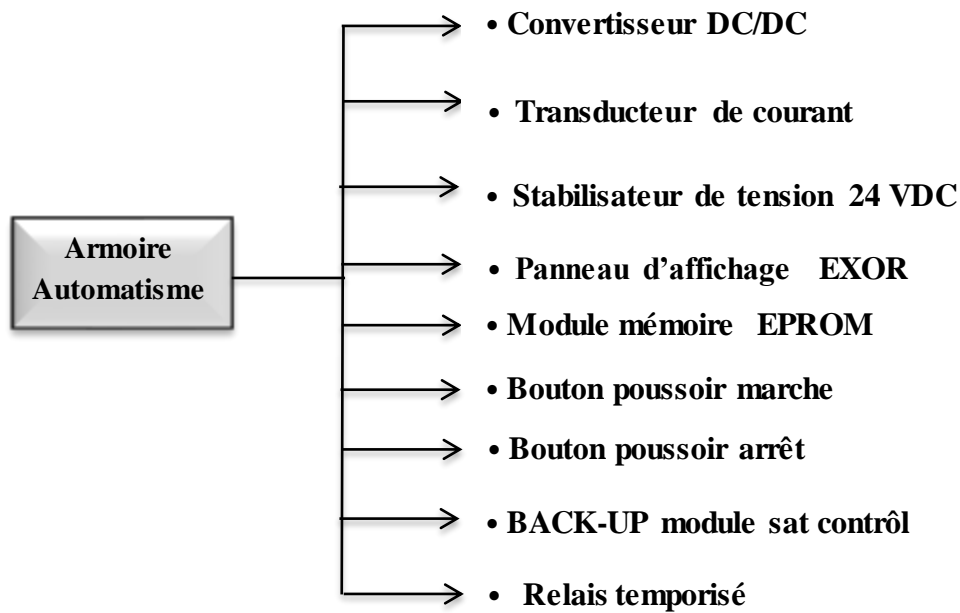 • Convertisseur DC/DC
• Transducteur de courant
• Stabilisateur de tension 24 VDC
Armoire
Automatisme
• Panneau d’affichage EXOR
• Module mémoire EPROM
• Bouton poussoir marche
• Bouton poussoir arrêt
• BACK-UP module sat contrôl
• Relais temporisé